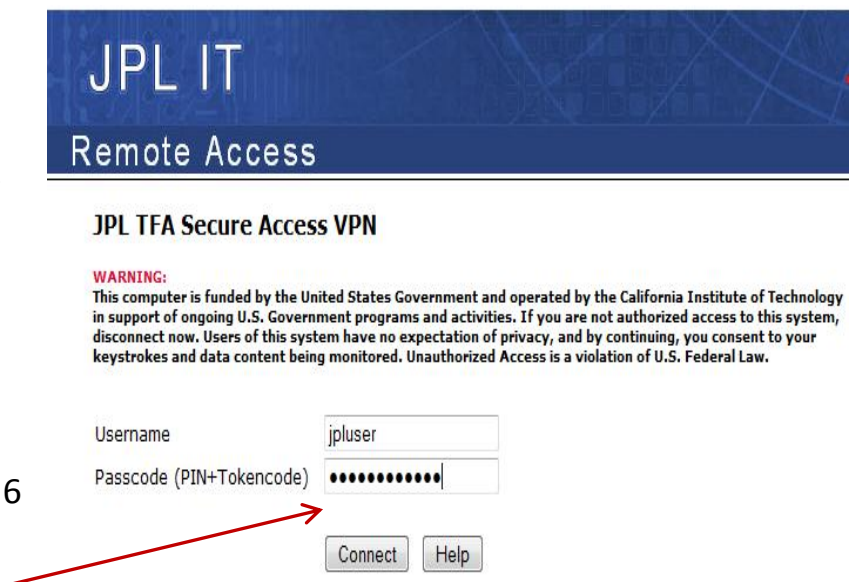 JPL IT
Remote Access
JPL TFA Secure Access VPN
WARNING:
This computer is funded by the United States Government and operated by the California Institute of Technology
in support of ongoing U.S. Government programs and activities. If you are not authorized access to this system,
disconnect now. Users of this system have no expectation of privacy, and by continuing, you consent to your
keystrokes and data content being monitored. Unauthorized Access is a violation of U.S. Federal Law.
Username jpluser
Passcode (PIN+Tokencode) ••••••••••••
6
Connect Help